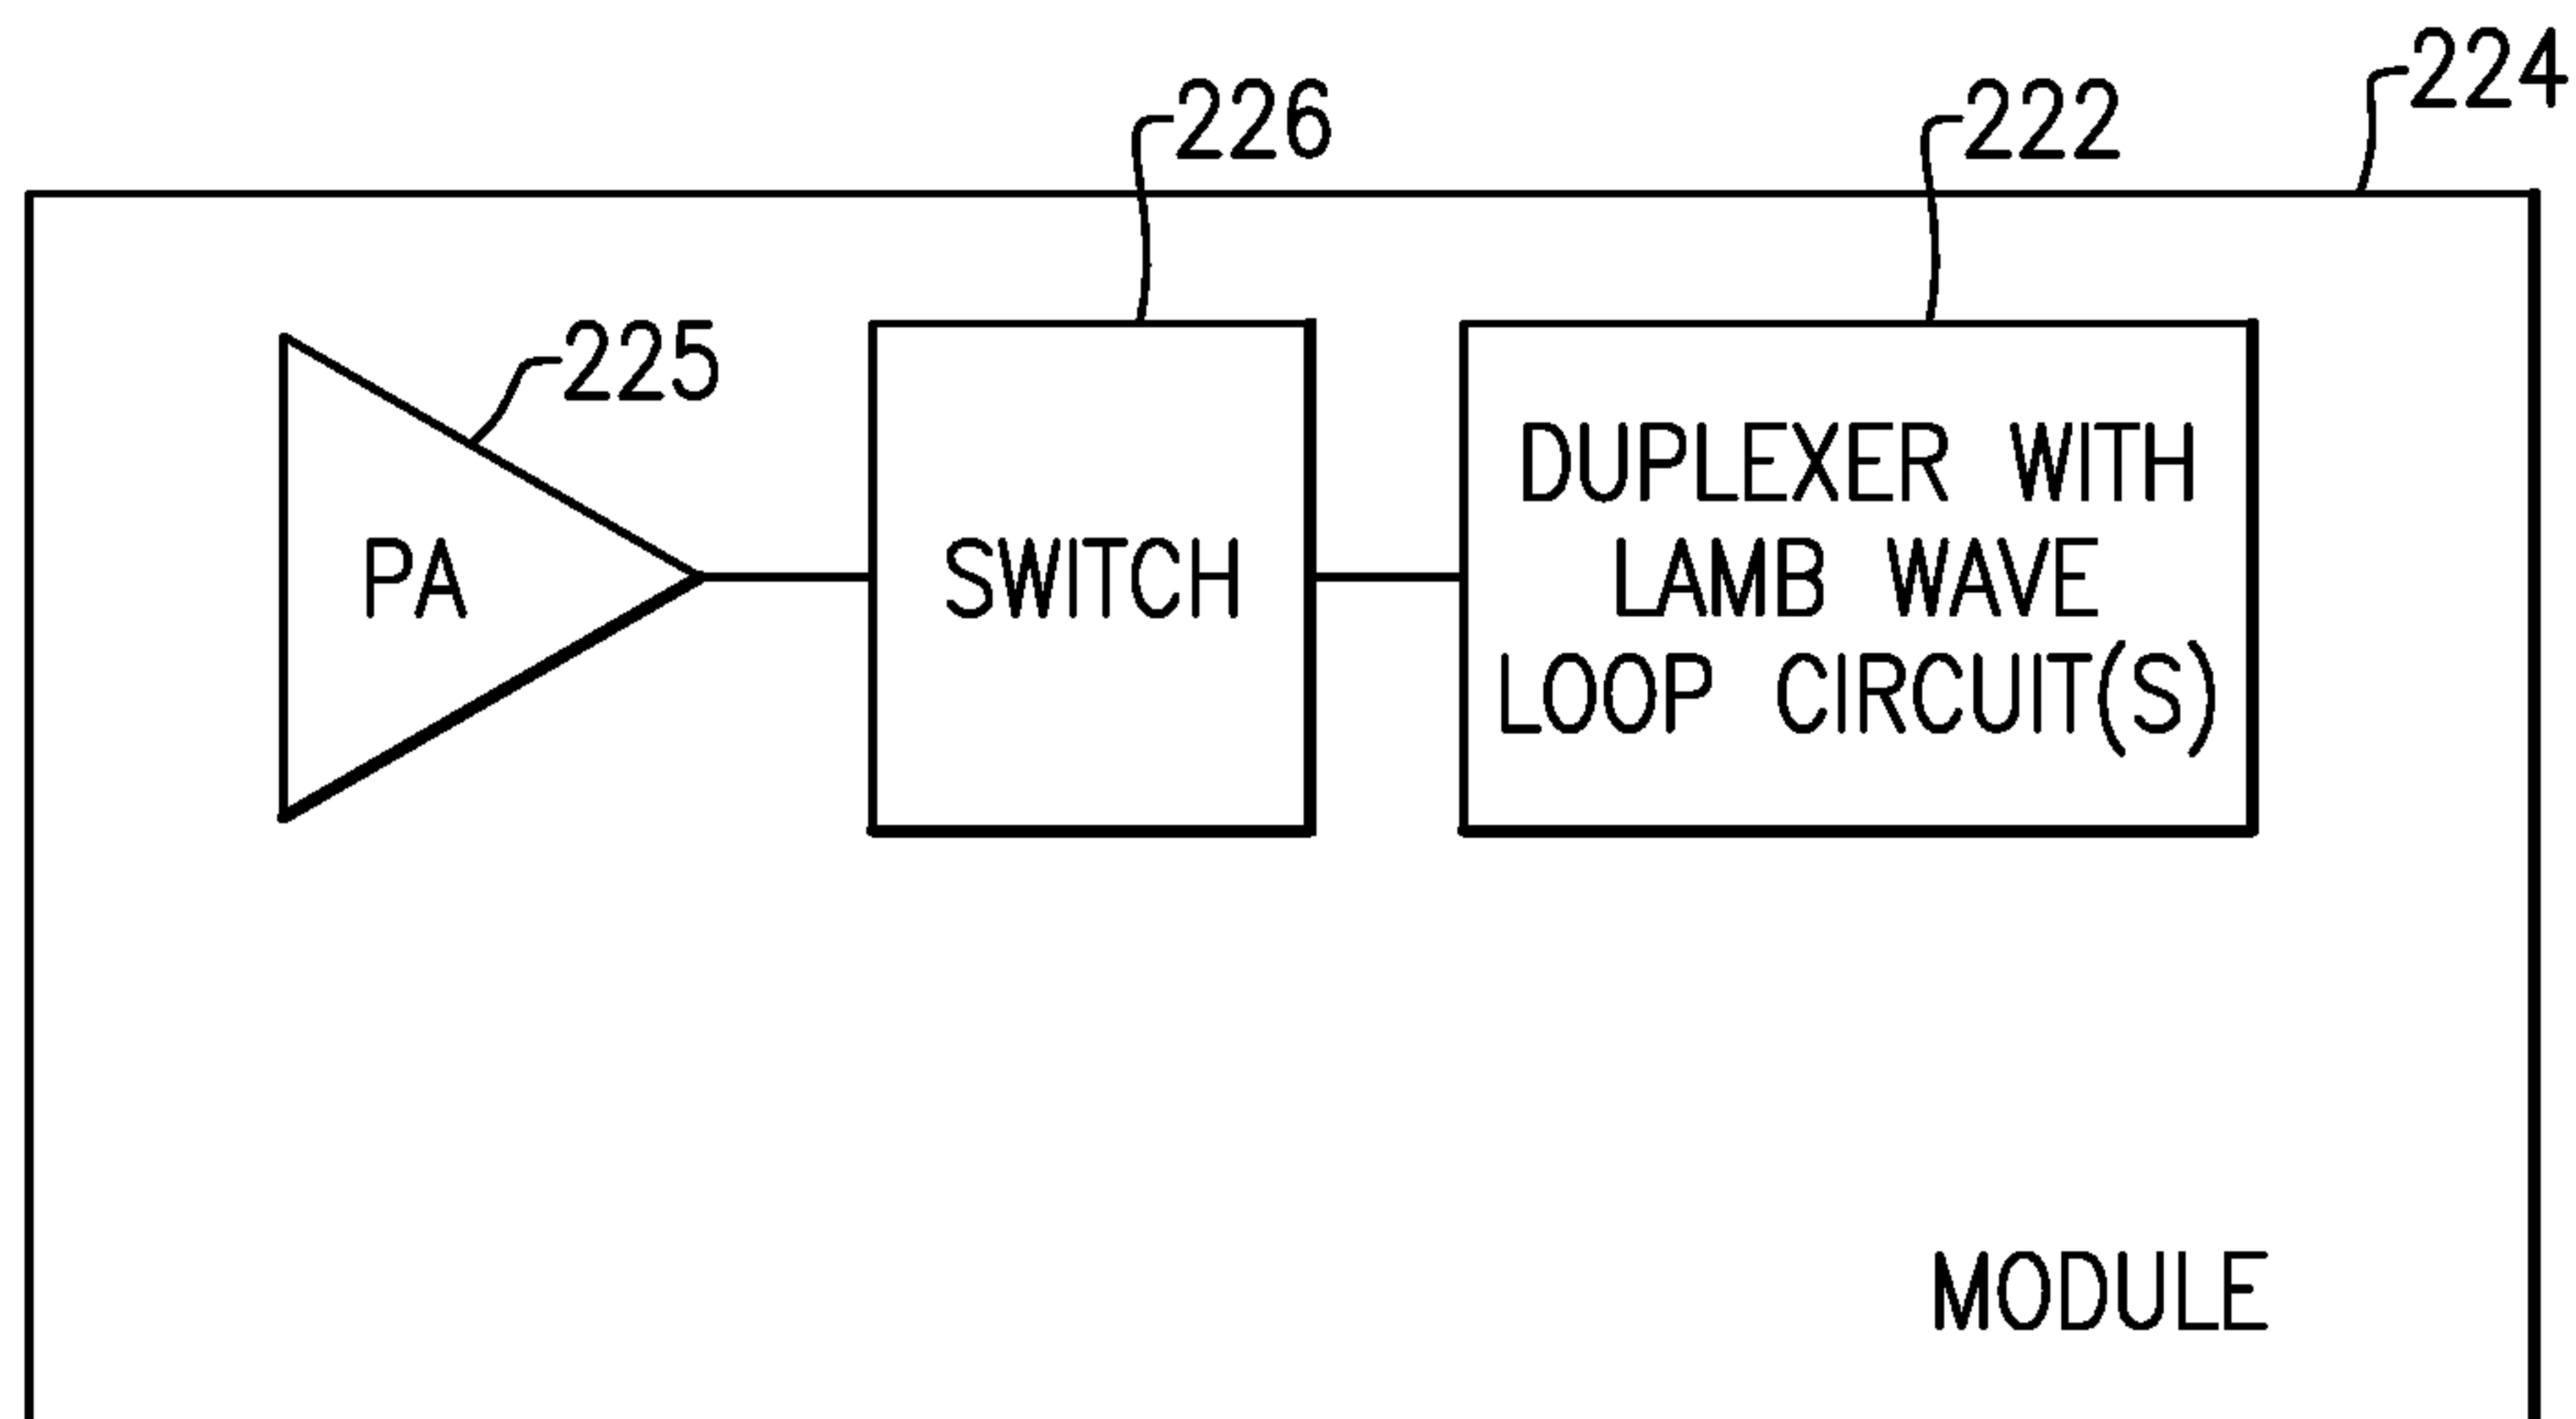 224
226
222
225
PA
SWITCH
DUPLEXER WITH
LAMB WAVE
LOOP CIRCUIT(S)
MODULE